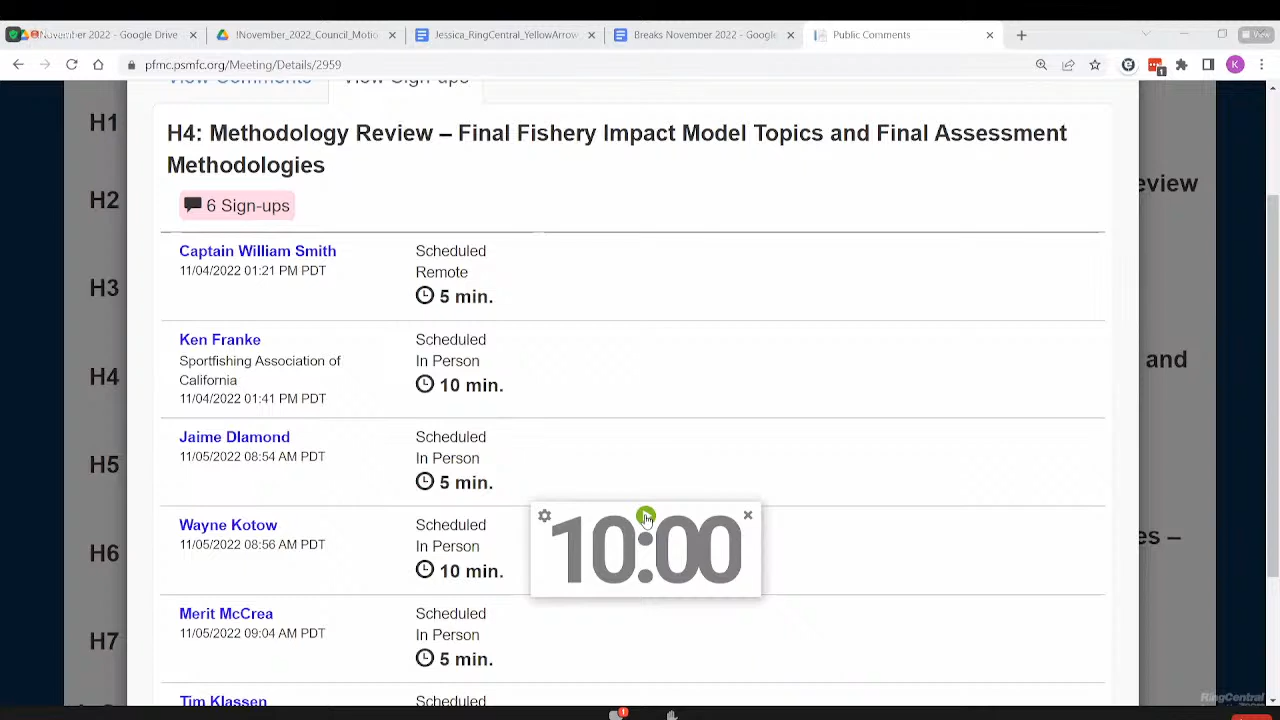 November 2022 - Google Drive
!November_2022_Council_Motio
Jessica_RingCentral_YellowArrow
Breaks November 2022 - Google
Public Comments
View
pfmc.psmfc.org/Meeting/Details/2959
1
K
View Comments
View Sign-ups
H1
H2
H3
H4
H5
H6
H7
eview
and
es –
H4: Methodology Review – Final Fishery Impact Model Topics and Final Assessment
Methodologies
6 Sign-ups
Captain William Smith
11/04/2022 01:21 PM PDT
Scheduled
Remote
5 min.
Ken Franke
Sportfishing Association of
California
11/04/2022 01:41 PM PDT
Scheduled
In Person
10 min.
Jaime DIamond
11/05/2022 08:54 AM PDT
Scheduled
In Person
5 min.
Wayne Kotow
11/05/2022 08:56 AM PDT
Scheduled
In Person
10 min.
10:00
Merit McCrea
11/05/2022 09:04 AM PDT
Scheduled
In Person
5 min.
Tim Klassen
Scheduled
RingCentral
1